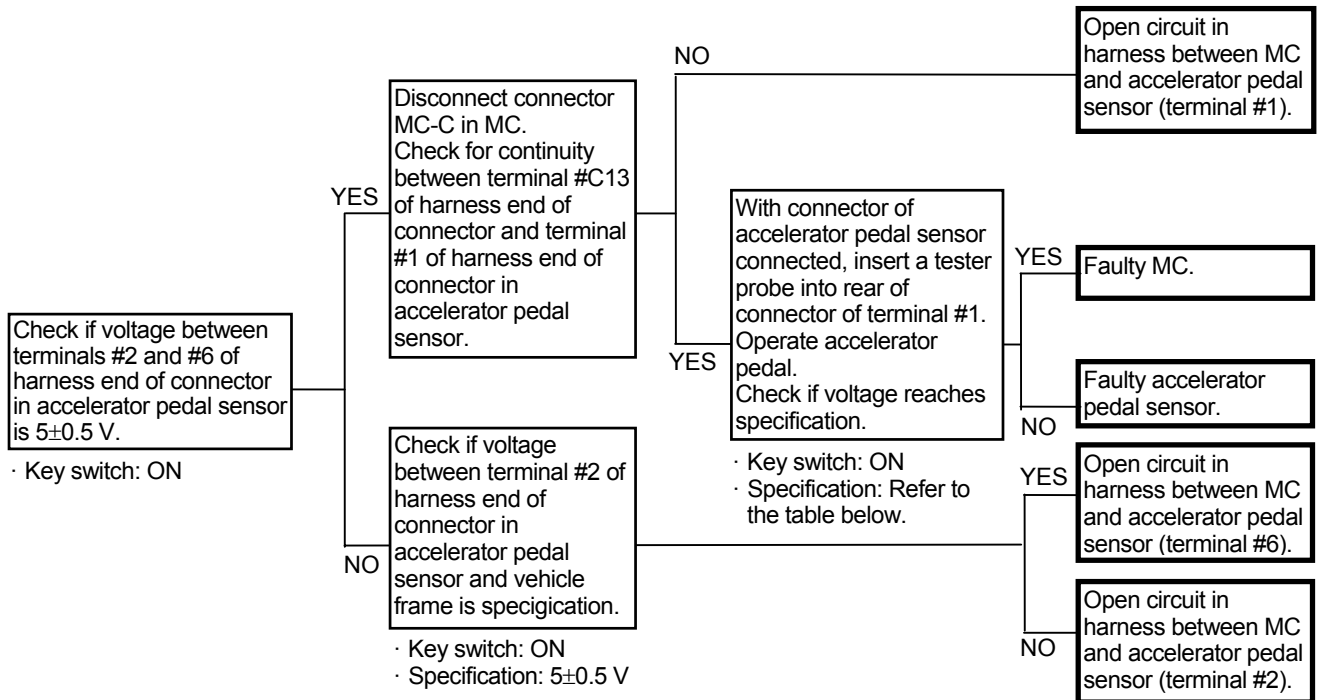 Check if voltage between
terminals #2 and #6 of
harness end of connector
in accelerator pedal sensor
is 5±0.5 V.
· Key switch: ON
YES
Disconnect connector
MC-C in MC.
Check for continuity
between terminal #C13
of harness end of
connector and terminal
#1 of harness end of
connector in
accelerator pedal
sensor.
NO
Open circuit in
harness between MC
and accelerator pedal
sensor (terminal #1).
YES
With connector of
accelerator pedal sensor
connected, insert a tester
probe into rear of
connector of terminal #1.
Operate accelerator
pedal.
Check if voltage reaches
specification.
· Key switch: ON
· Specification: Refer to
the table below.
YES
Faulty MC.
NO
Faulty accelerator
pedal sensor.
NO
Check if voltage
between terminal #2 of
harness end of
connector in
accelerator pedal
sensor and vehicle
frame is specigication.
· Key switch: ON
· Specification: 5±0.5 V
YES
Open circuit in
harness between MC
and accelerator pedal
sensor (terminal #6).
NO
Open circuit in
harness between MC
and accelerator pedal
sensor (terminal #2).